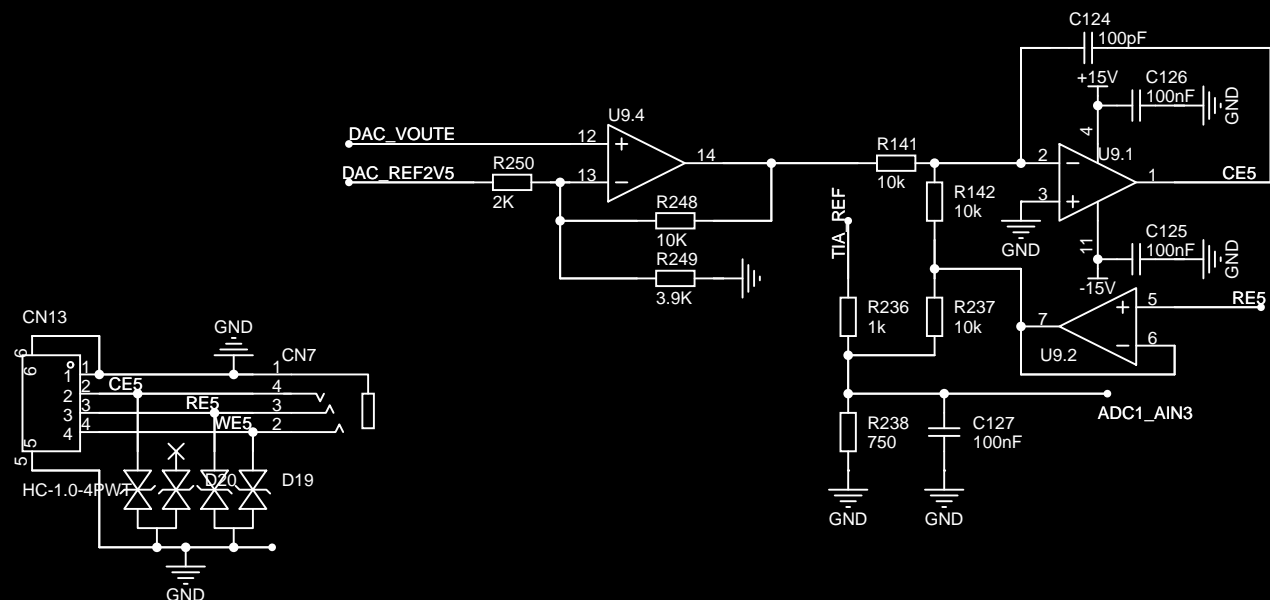 C124
100pF
+15V
C126
100nF
GND
4
U9.4
DAC_VOUTE
12
14
R141
10k
2
U9.1
DAC_REF2V5
R250
2K
13
1
CE5
R142
10k
3
GND
R248
10K
TIA_REF
11
C125
100nF
GND
R249
3.9K
-15V
R236
1k
R237
10k
7
5
RE5
6
U9.2
CN13
GND
6
6
CN7
1
1
1
2
CE5
2
4
3
RE5
3
3
4
WE5
4
2
5
5
ADC1_AIN3
R238
750
C127
100nF
HC-1.0-4PWT
D20
D19
GND
GND
GND